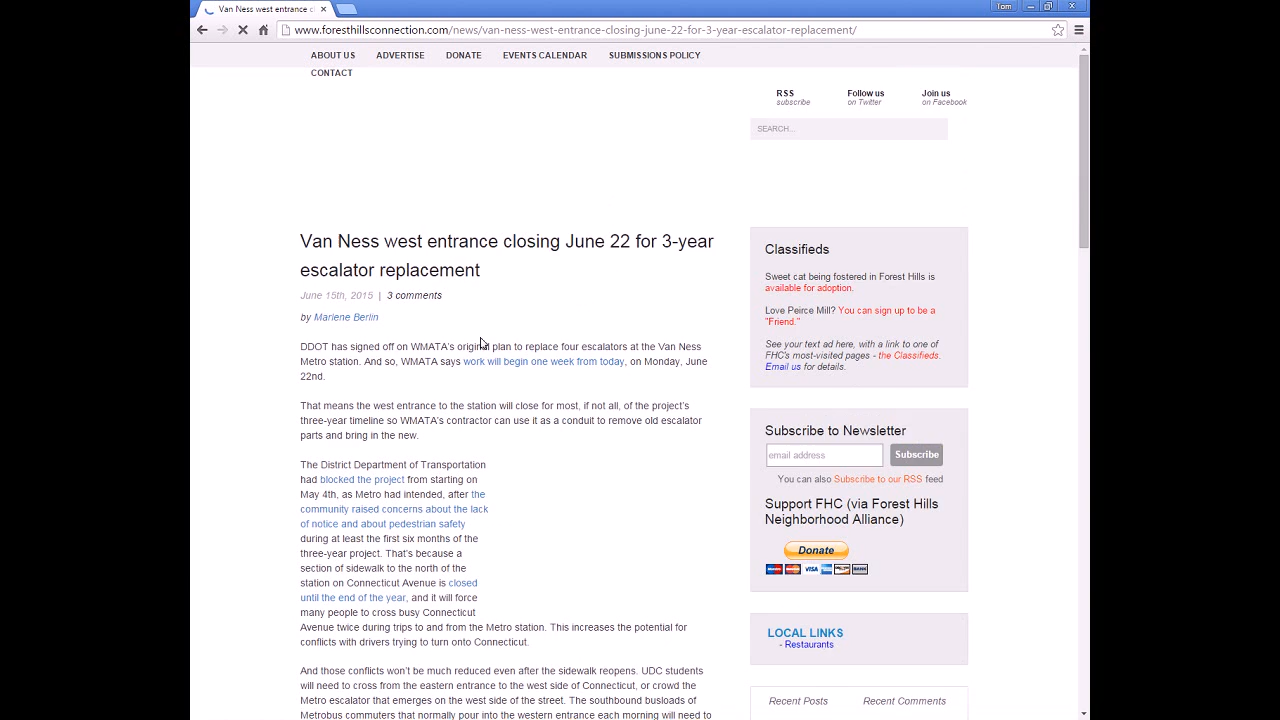 Van Ness west entrance cl
Tom
www.foresthillsconnection.com/news/van-ness-west-entrance-closing-june-22-for-3-year-escalator-replacement/
ABOUT US ADVERTISE DONATE EVENTS CALENDAR SUBMISSIONS POLICY
CONTACT
RSS Follow us Join us
subscribe on Twitter on Facebook
SEARCH...
Van Ness west entrance closing June 22 for 3-year
escalator replacement
June 15th, 2015 | 3 comments
by Marlene Berlin
DDOT has signed off on WMATA's original plan to replace four escalators at the Van Ness
Metro station. And so, WMATA says work will begin one week from today, on Monday, June
22nd.
That means the west entrance to the station will close for most, if not all, of the project's
three-year timeline so WMATA's contractor can use it as a conduit to remove old escalator
parts and bring in the new.
The District Department of Transportation
had blocked the project from starting on
May 4th, as Metro had intended, after the
community raised concerns about the lack
of notice and about pedestrian safety
during at least the first six months of the
three-year project. That's because a
section of sidewalk to the north of the
station on Connecticut Avenue is closed
until the end of the year, and it will force
many people to cross busy Connecticut
Avenue twice during trips to and from the Metro station. This increases the potential for
conflicts with drivers trying to turn onto Connecticut.
And those conflicts won't be much reduced even after the sidewalk reopens. UDC students
will need to cross from the eastern entrance to the west side of Connecticut, or crowd the
Metro escalator that emerges on the west side of the street. The southbound busloads of
Metrobus commuters that normally pour into the western entrance each morning will need to
Classifieds
Sweet cat being fostered in Forest Hills is
available for adoption.
Love Peirce Mill? You can sign up to be a
"Friend."
See your text ad here, with a link to one of
FHC's most-visited pages - the Classifieds.
Email us for details.
Subscribe to Newsletter
email address Subscribe
You can also Subscribe to our RSS feed
Support FHC (via Forest Hills
Neighborhood Alliance)
Donate
VISA
BANK
LOCAL LINKS
- Restaurants
Recent Posts Recent Comments